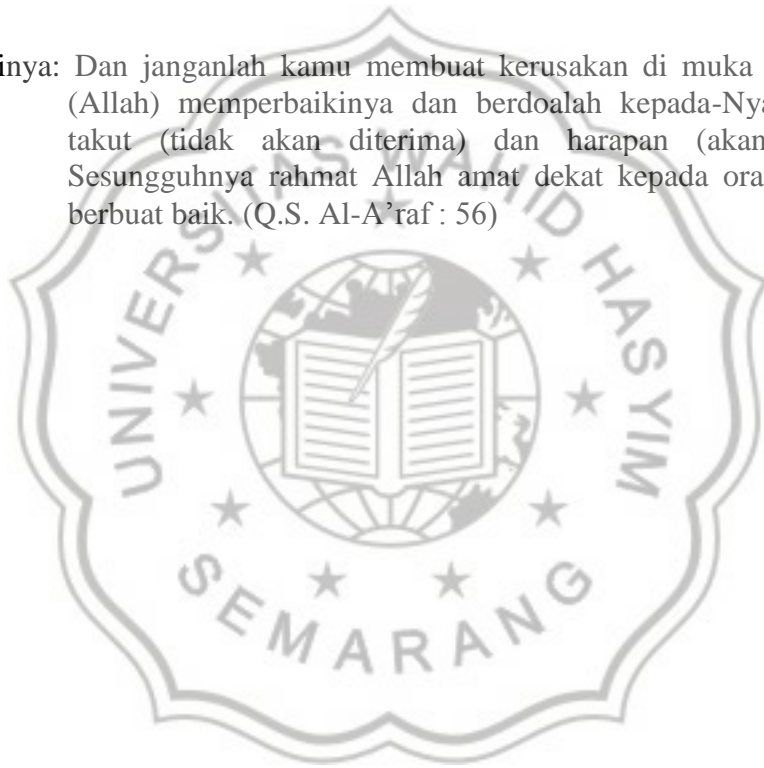 inya: Dan janganlah kamu membuat kerusakan di muka
(Allah) memperbaikinya dan berdoalah kepada-Nya
takut (tidak akan diterima) dan harapan (akan
Sesungguhnya rahmat Allah amat dekat kepada ora
berbuat baik. (Q.S. Al-A’raf : 56)
UNIVERSITAS WAHID HASYIM
SEMARANG